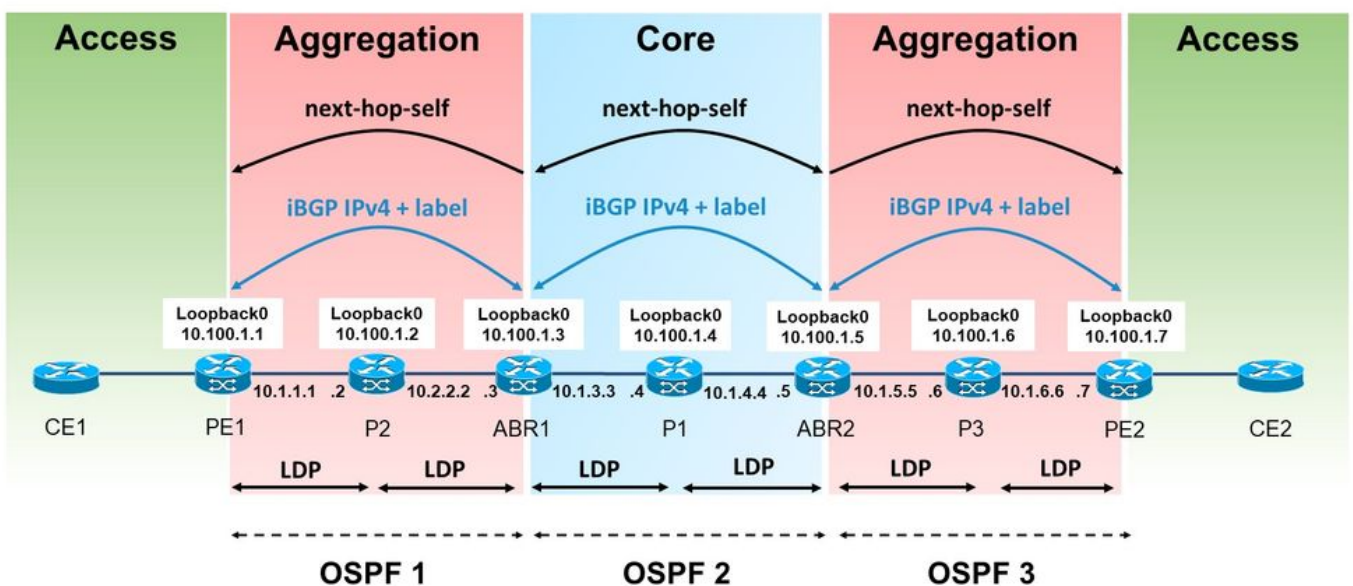 Access
Aggregation
Core
Aggregation
Access
next-hop-self
next-hop-self
next-hop-self
iBGP IPv4 + label
iBGP IPv4 + label
iBGP IPv4 + label
Loopback0
10.100.1.1
Loopback0
10.100.1.2
Loopback0
10.100.1.3
Loopback0
10.100.1.4
Loopback0
10.100.1.5
Loopback0
10.100.1.6
Loopback0
10.100.1.7
10.1.1.1 .2
10.2.2.2 .3
10.1.3.3 .4
10.1.4.4 .5
10.1.5.5 .6
10.1.6.6 .7
CE1
PE1
P2
ABR1
P1
ABR2
P3
PE2
CE2
LDP
LDP
LDP
LDP
LDP
LDP
OSPF 1
OSPF 2
OSPF 3